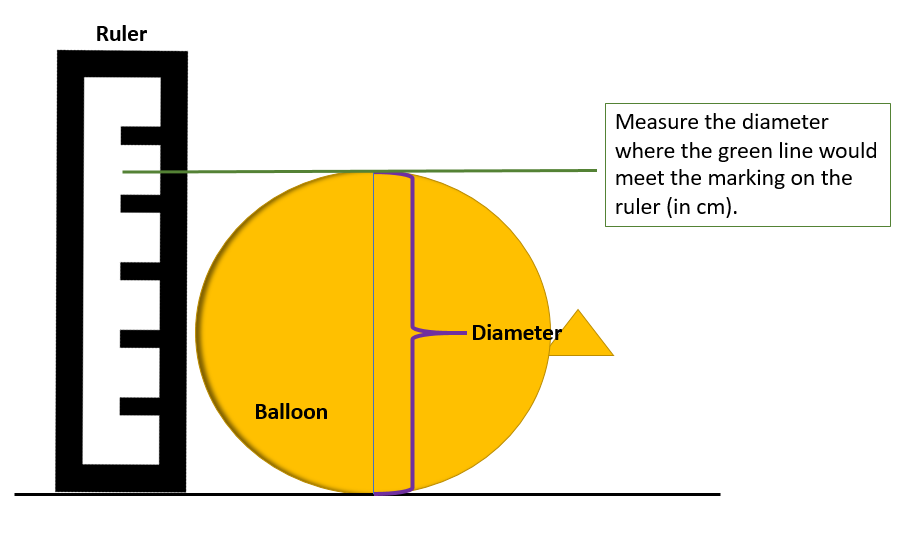 Ruler
Measure the diameter
where the green line would
meet the marking on the
ruler (in cm).
Diameter
Balloon